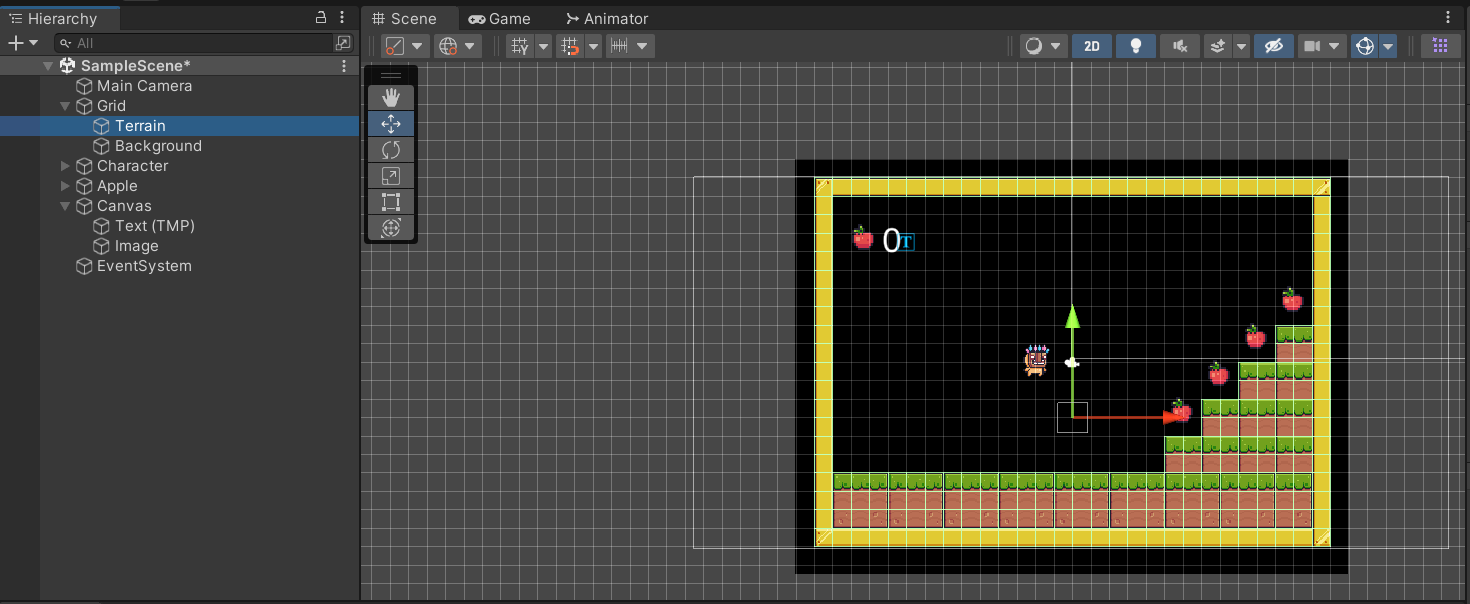 Hierarchy
Scene
Game
Animator
All
2D
SampleScene*
Main Camera
Grid
Terrain
Background
Character
Apple
Canvas
Text (TMP)
Image
EventSystem
0
T